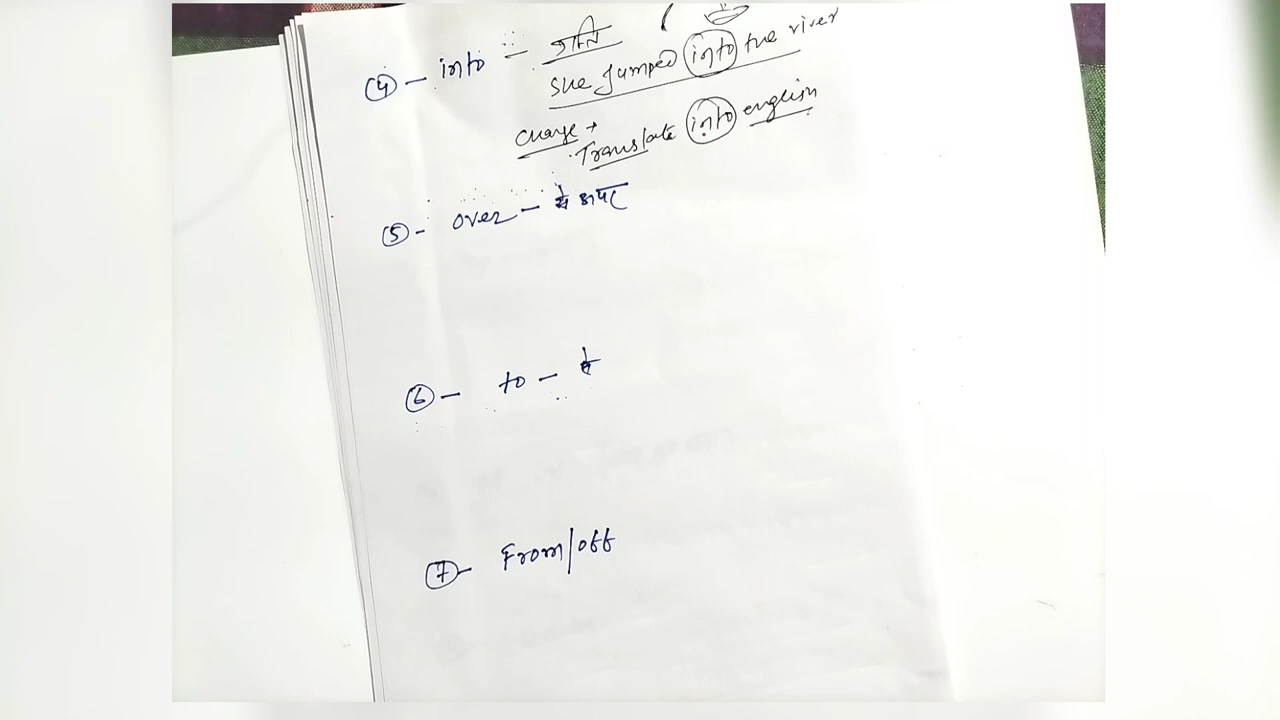 ④ - into - गति
She Jumped into the river
Change →
Translate into english
⑤ - over - के ऊपर
⑥ - to - से
⑦ - From/off